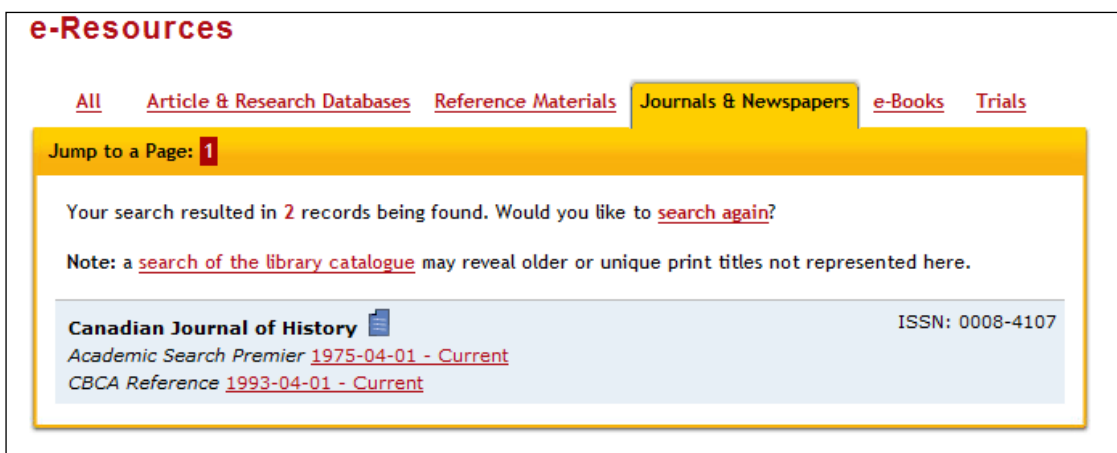 e-Resources
All Article & Research Databases Reference Materials Journals & Newspapers e-Books Trials
Jump to a Page: 1
Your search resulted in 2 records being found. Would you like to search again?
Note: a search of the library catalogue may reveal older or unique print titles not represented here.
Canadian Journal of History ISSN: 0008-4107
Academic Search Premier 1975-04-01 - Current
CBCA Reference 1993-04-01 - Current